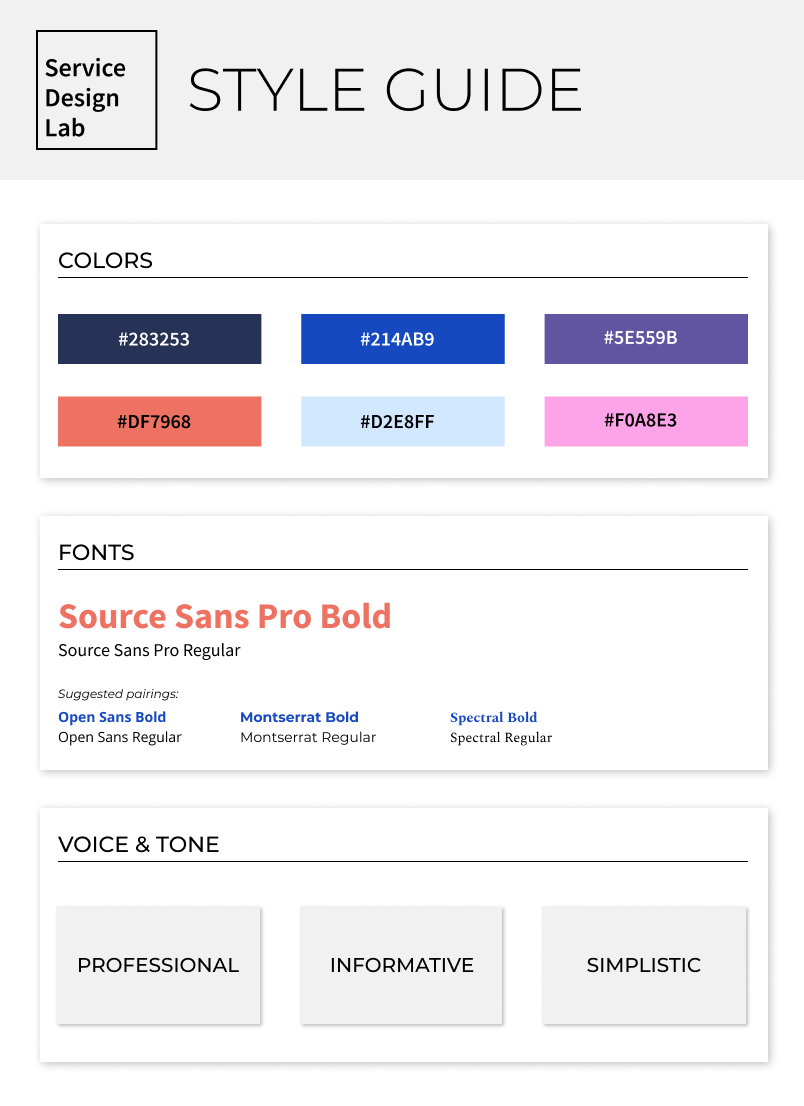 Service
Design
Lab
STYLE GUIDE
COLORS
#283253
#214AB9
#5E559B
#DF7968
#D2E8FF
#F0A8E3
FONTS
Source Sans Pro Bold
Source Sans Pro Regular
Suggested pairings:
Open Sans Bold
Open Sans Regular
Montserrat Bold
Montserrat Regular
Spectral Bold
Spectral Regular
VOICE & TONE
PROFESSIONAL
INFORMATIVE
SIMPLISTIC